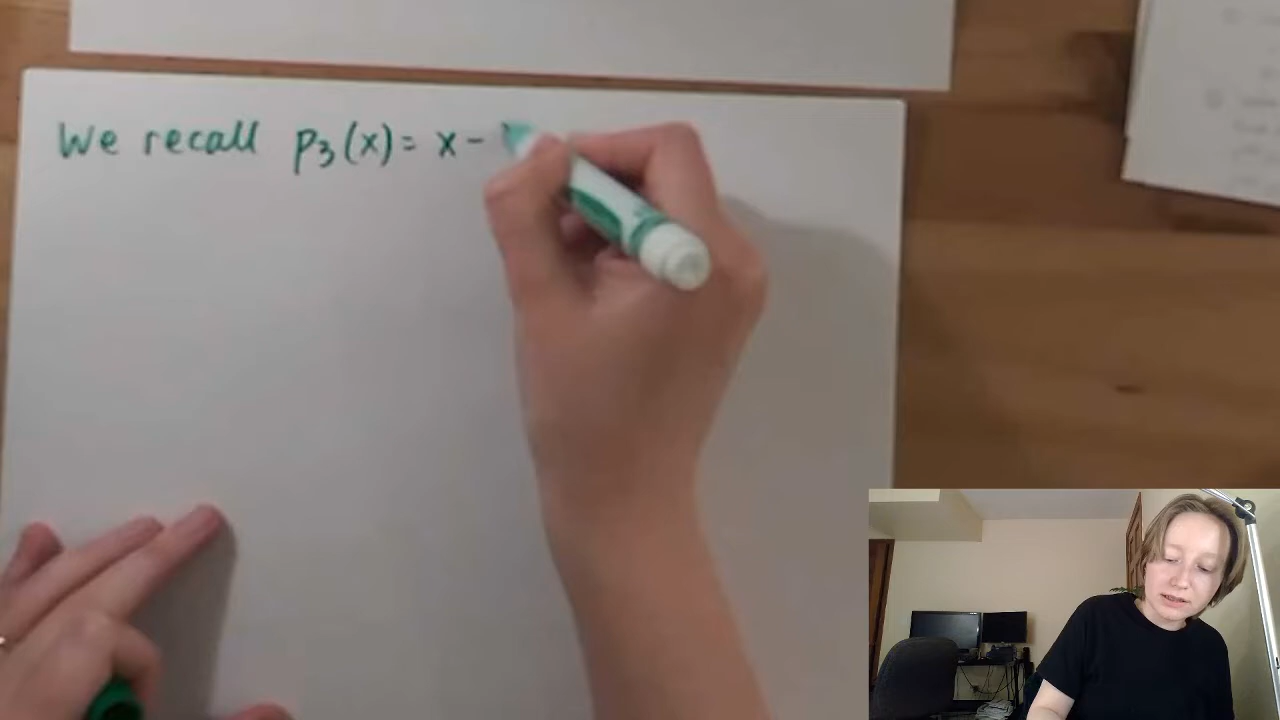 We recall p₃(x) = x -